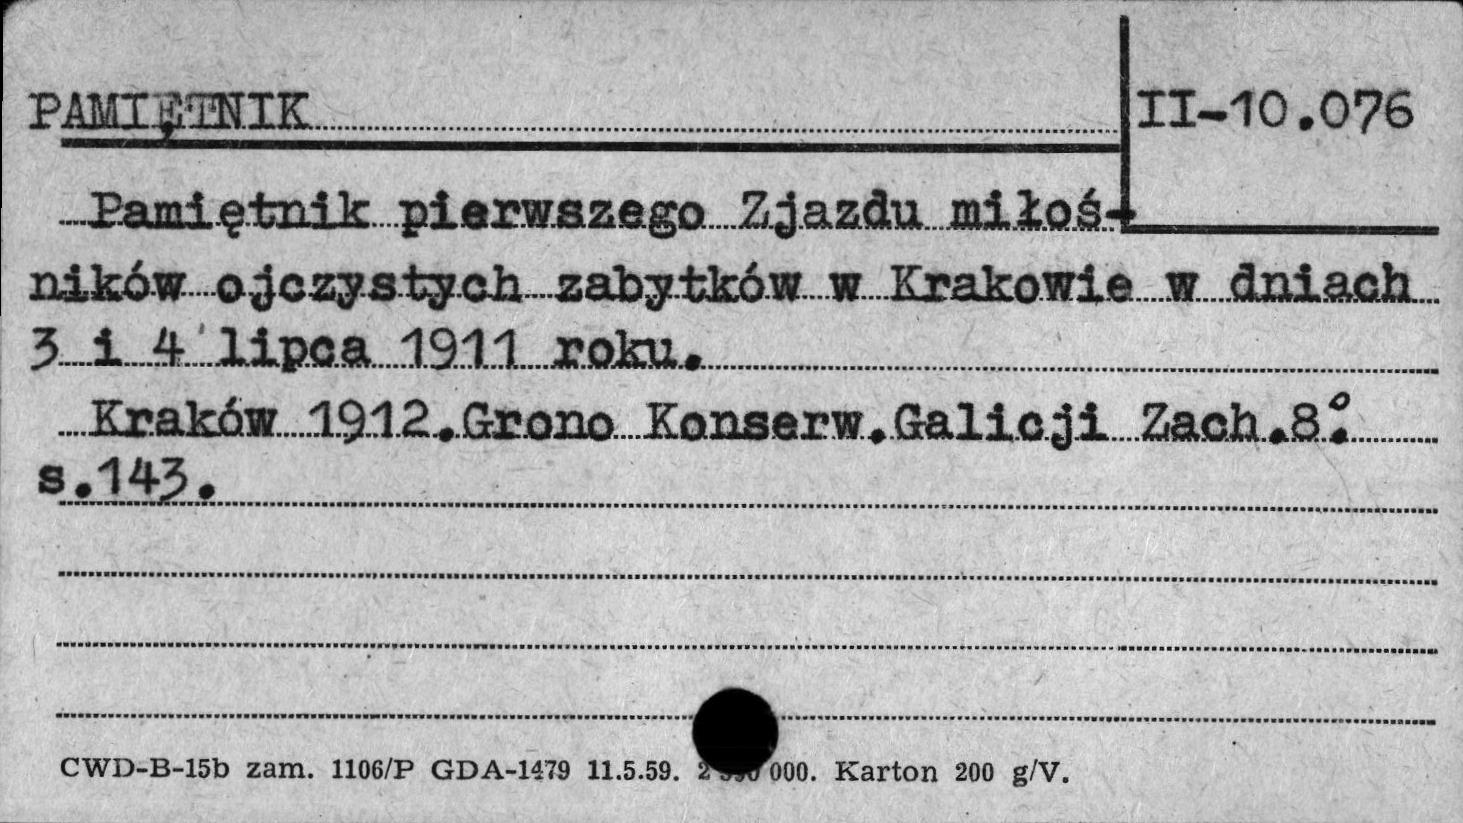 PAMIĘTNIK
II-10.076
Pamiętnik pierwszego Zjazdu miłoś-
ników ojczystych zabytków w Krakowie w dniach
3 i 4 lipca 1911 roku.
Kraków 1912.Grono Konserw.Galicji Zach.8°.
s.143.
CWD-B-15b zam. 1106/P GDA-1479 11.5.59. 000. Karton 200 g/V.